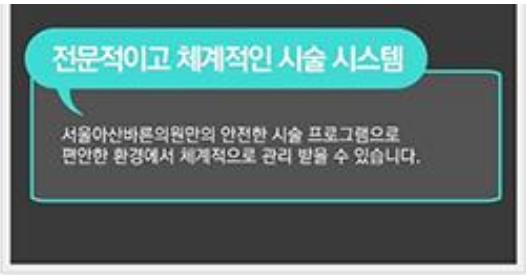 전문적이고 체계적인 시술 시스템
서울아산바른의원만의 안전한 시술 프로그램으로
편안한 환경에서 체계적으로 관리 받을 수 있습니다.